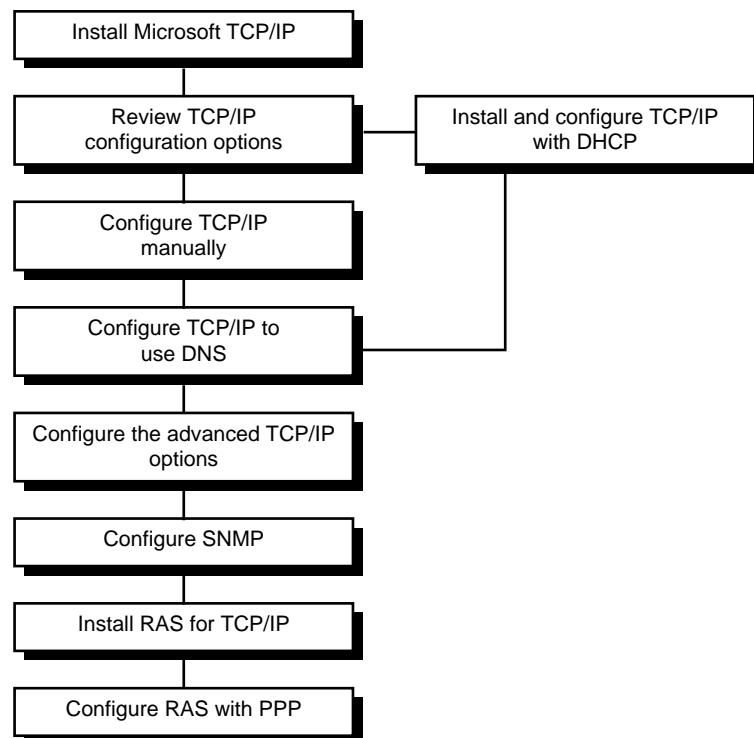 Install Microsoft TCP/IP
Review TCP/IP
configuration options
Install and configure TCP/IP
with DHCP
Configure TCP/IP
manually
Configure TCP/IP to
use DNS
Configure the advanced TCP/IP
options
Configure SNMP
Install RAS for TCP/IP
Configure RAS with PPP